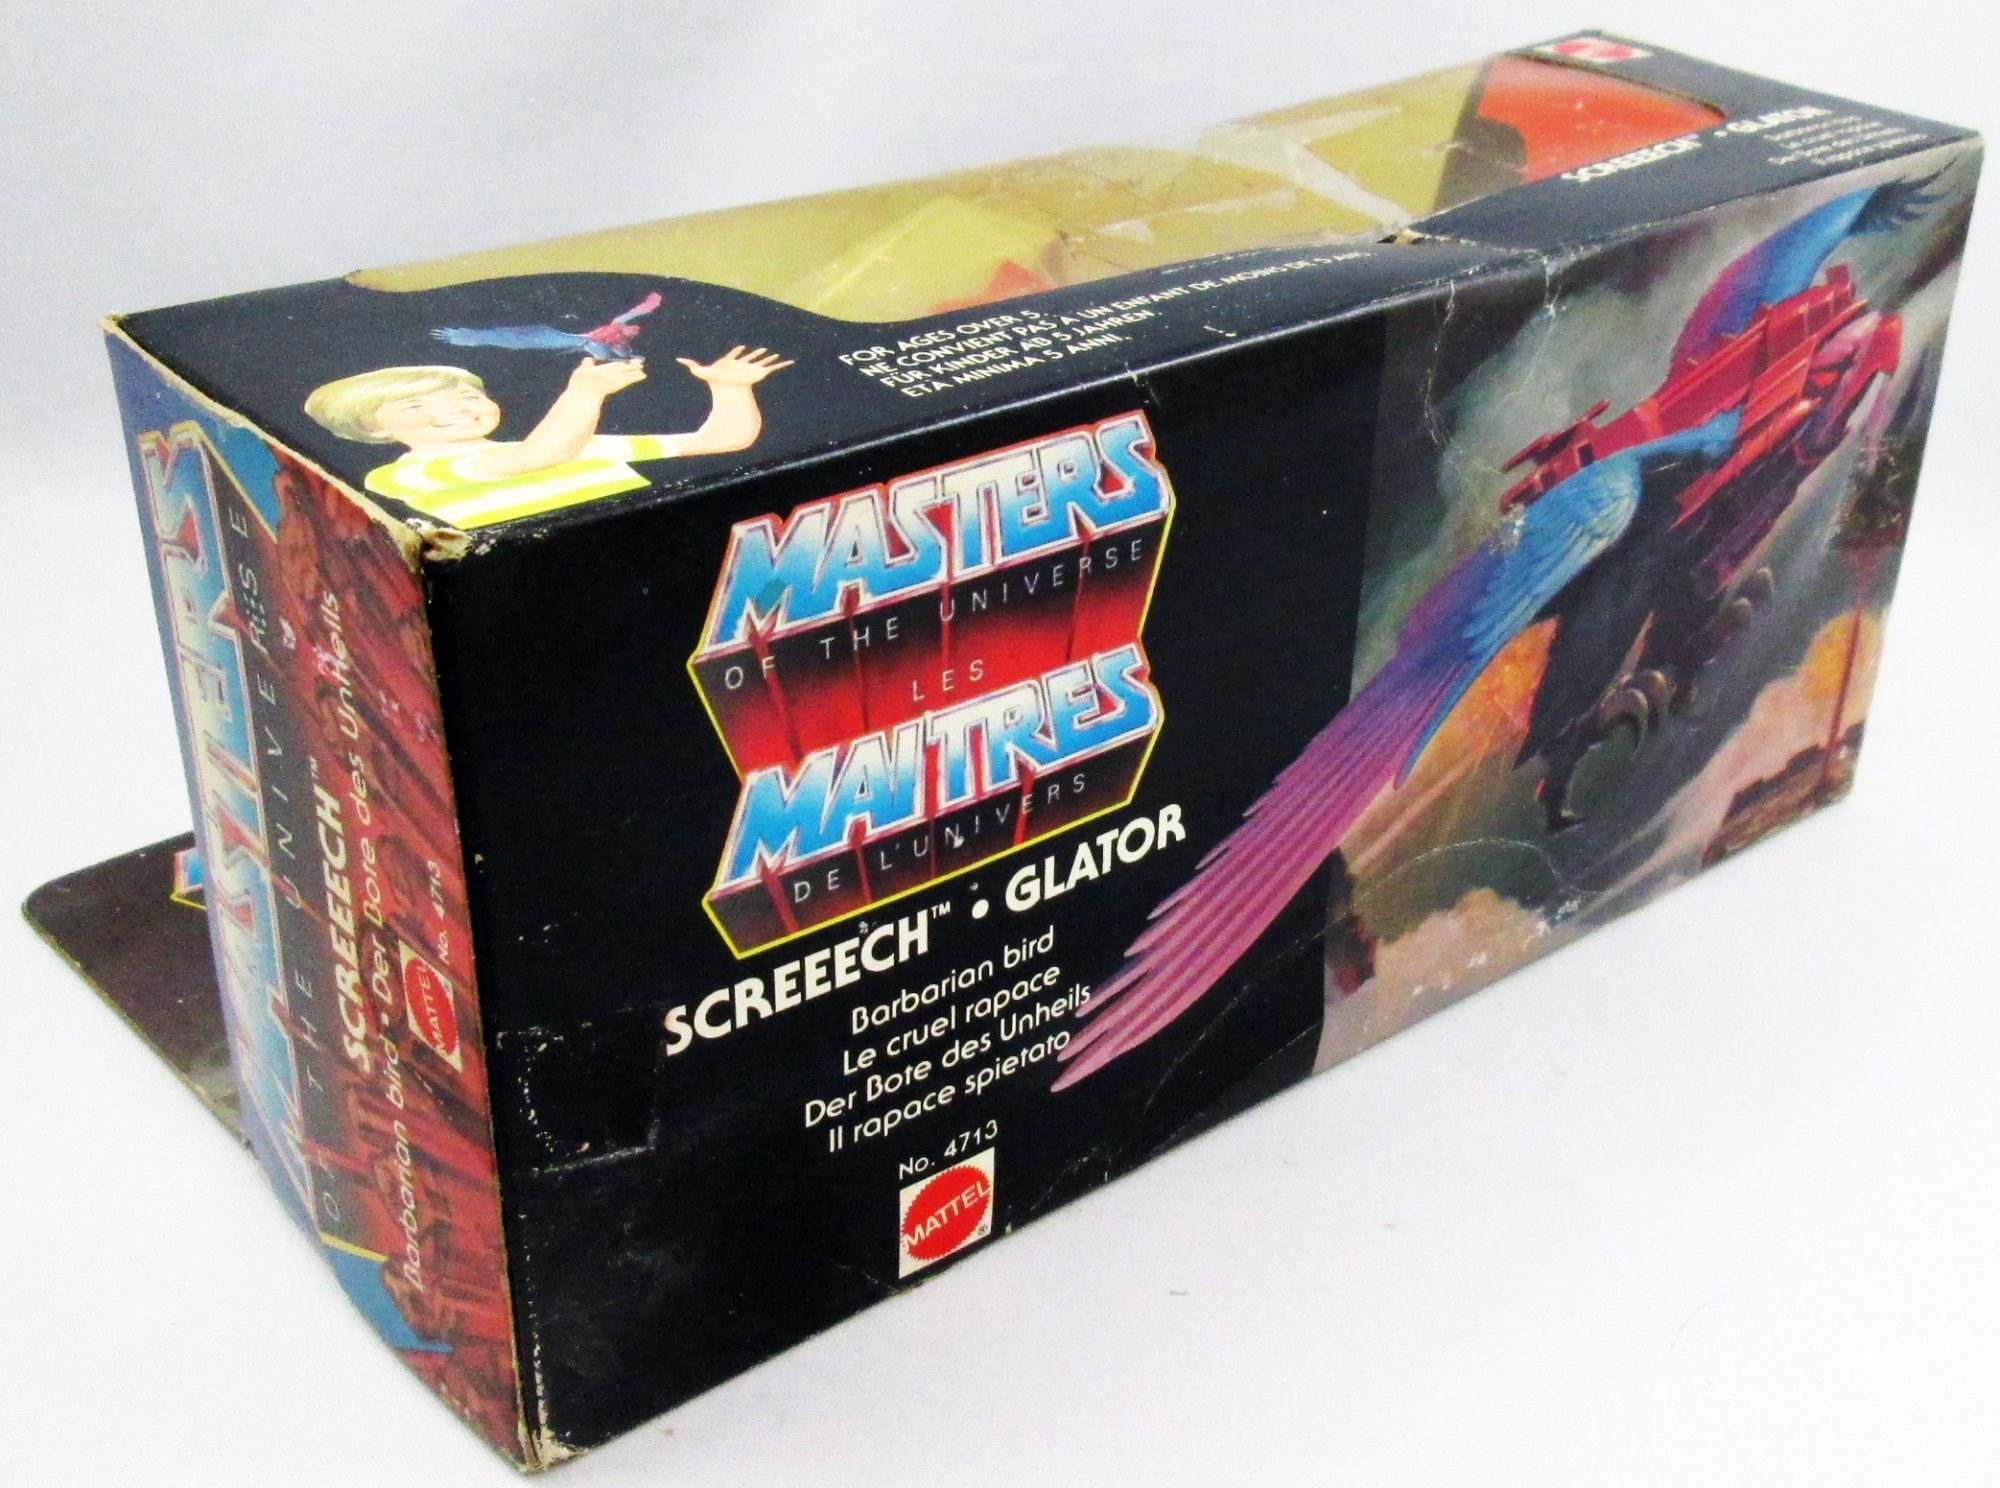 SCREEECH™ • GLATOR
FOR AGES OVER 5.
NE CONVIENT PAS A UN ENFANT DE MOINS DE 5 ANS
FÜR KINDER AB 5 JAHREN
ETA MINIMA 5 ANNI.
MASTERS
OF THE UNIVERSE
SCREEECH™
Barbarian bird • Der Bote des Unheils
No. 4713
MATTEL
MASTERS
OF THE UNIVERSE
LES
MAITRES
DE L'UNIVERS
SCREEECH™ • GLATOR
Barbarian bird
Le cruel rapace
Der Bote des Unheils
Il rapace spietato
No. 4713
MATTEL®